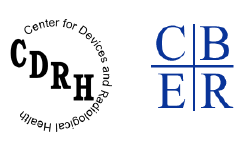 Center for Devices and Radiological Health
CDRH
CB
ER